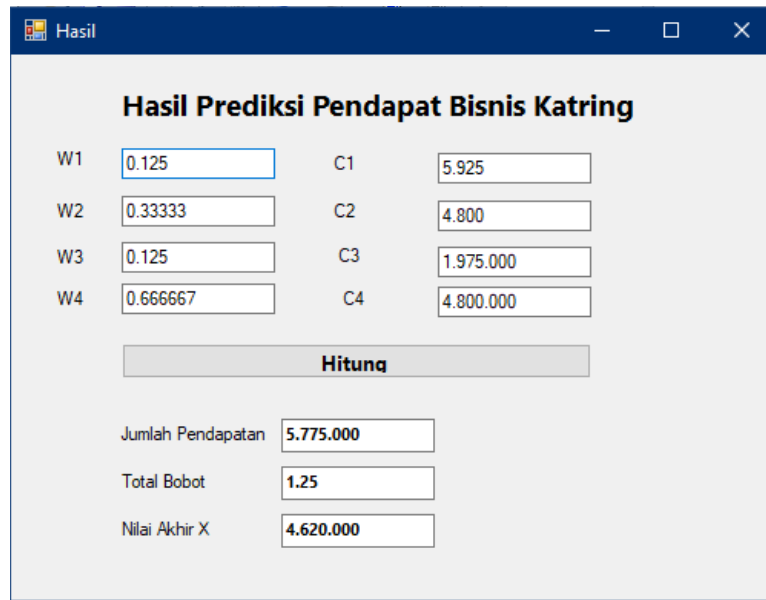 Hasil
Hasil Prediksi Pendapat Bisnis Katring
W1 0.125 C1 5.925
W2 0.33333 C2 4.800
W3 0.125 C3 1.975.000
W4 0.666667 C4 4.800.000
Hitung
Jumlah Pendapatan 5.775.000
Total Bobot 1.25
Nilai Akhir X 4.620.000